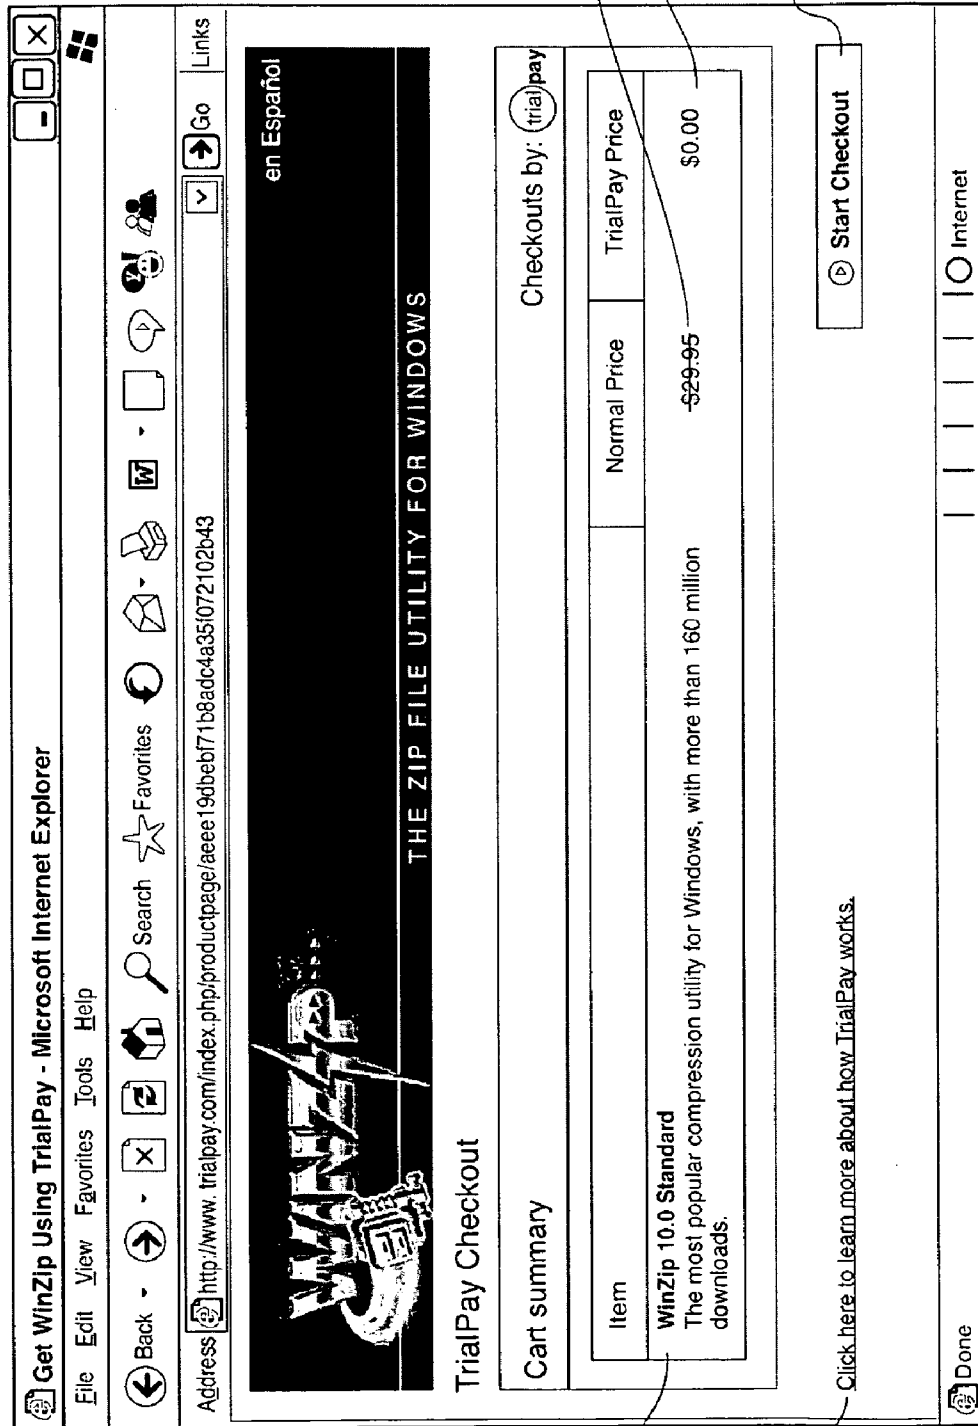 Get WinZip Using TrialPay - Microsoft Internet Explorer
File Edit View Favorites Tools Help
Back Search Favorites W Y!
Address http://www.trialpay.com/index.php/productpage/aeee19dbebf71b8adc4a35f072102b43 Go Links
WINZIP
en Español
THE ZIP FILE UTILITY FOR WINDOWS
TrialPay Checkout
Cart summary Checkouts by: trialpay
Item Normal Price TrialPay Price
WinZip 10.0 Standard
The most popular compression utility for Windows, with more than 160 million $29.95 $0.00
downloads.
Click here to learn more about how TrialPay works. Start Checkout
Done Internet